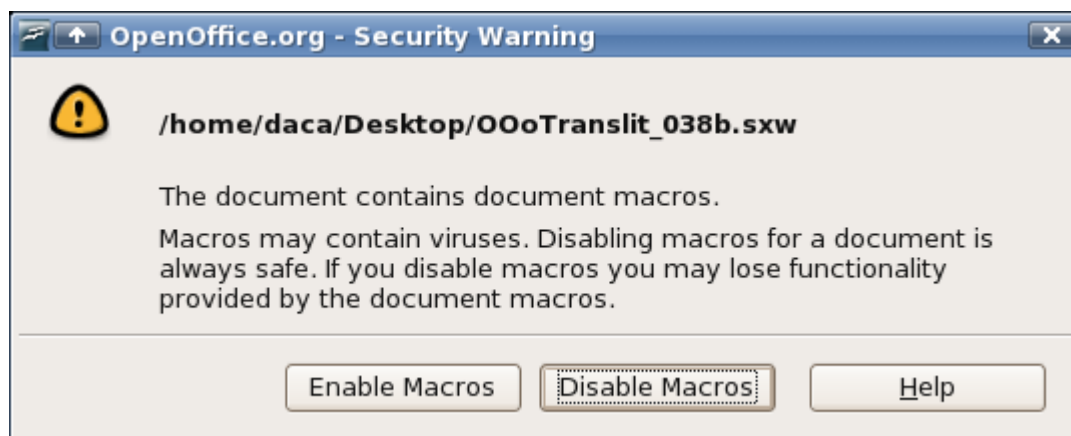 OpenOffice.org - Security Warning
/home/daca/Desktop/OOoTranslit_038b.sxw
The document contains document macros.
Macros may contain viruses. Disabling macros for a document is
always safe. If you disable macros you may lose functionality
provided by the document macros.
Enable Macros Disable Macros Help